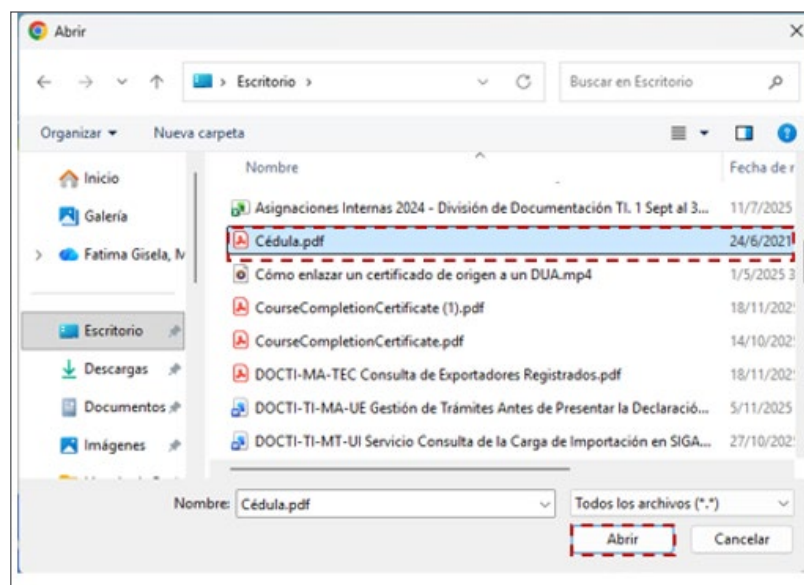 Abrir
Escritorio
Buscar en Escritorio
Organizar
Nueva carpeta
Nombre
Fecha de r
Inicio
Galería
Fatima Gisela, M
Escritorio
Descargas
Documentos
Imágenes
Asignaciones Internas 2024 - División de Documentación TI. 1 Sept al 3... 11/7/2025
Cédula.pdf 24/6/2021
Cómo enlazar un certificado de origen a un DUA.mp4 1/5/2025 3
CourseCompletionCertificate (1).pdf 18/11/202
CourseCompletionCertificate.pdf 14/10/202
DOCTI-MA-TEC Consulta de Exportadores Registrados.pdf 18/11/202
DOCTI-TI-MA-UE Gestión de Trámites Antes de Presentar la Declaració... 5/11/2025
DOCTI-TI-MT-UI Servicio Consulta de la Carga de Importación en SIGA... 27/10/202
Nombre: Cédula.pdf
Todos los archivos (*.*)
Abrir
Cancelar